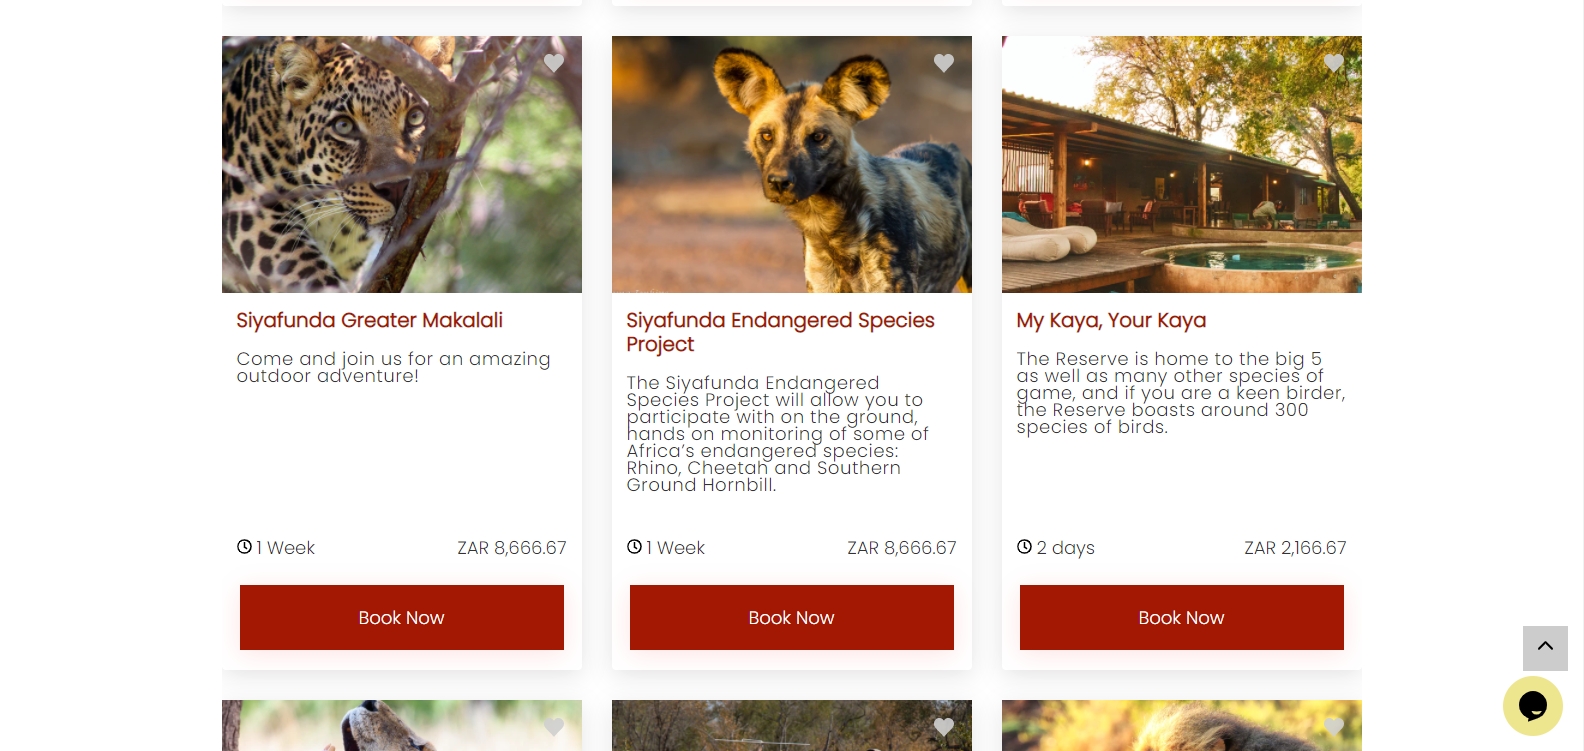 Siyafunda Greater Makalali
Come and join us for an amazing
outdoor adventure!
1 Week
ZAR 8,666.67
Book Now
Siyafunda Endangered Species
Project
The Siyafunda Endangered
Species Project will allow you to
participate with on the ground,
hands on monitoring of some of
Africa’s endangered species:
Rhino, Cheetah and Southern
Ground Hornbill.
1 Week
ZAR 8,666.67
Book Now
My Kaya, Your Kaya
The Reserve is home to the big 5
as well as many other species of
game, and if you are a keen birder,
the Reserve boasts around 300
species of birds.
2 days
ZAR 2,166.67
Book Now